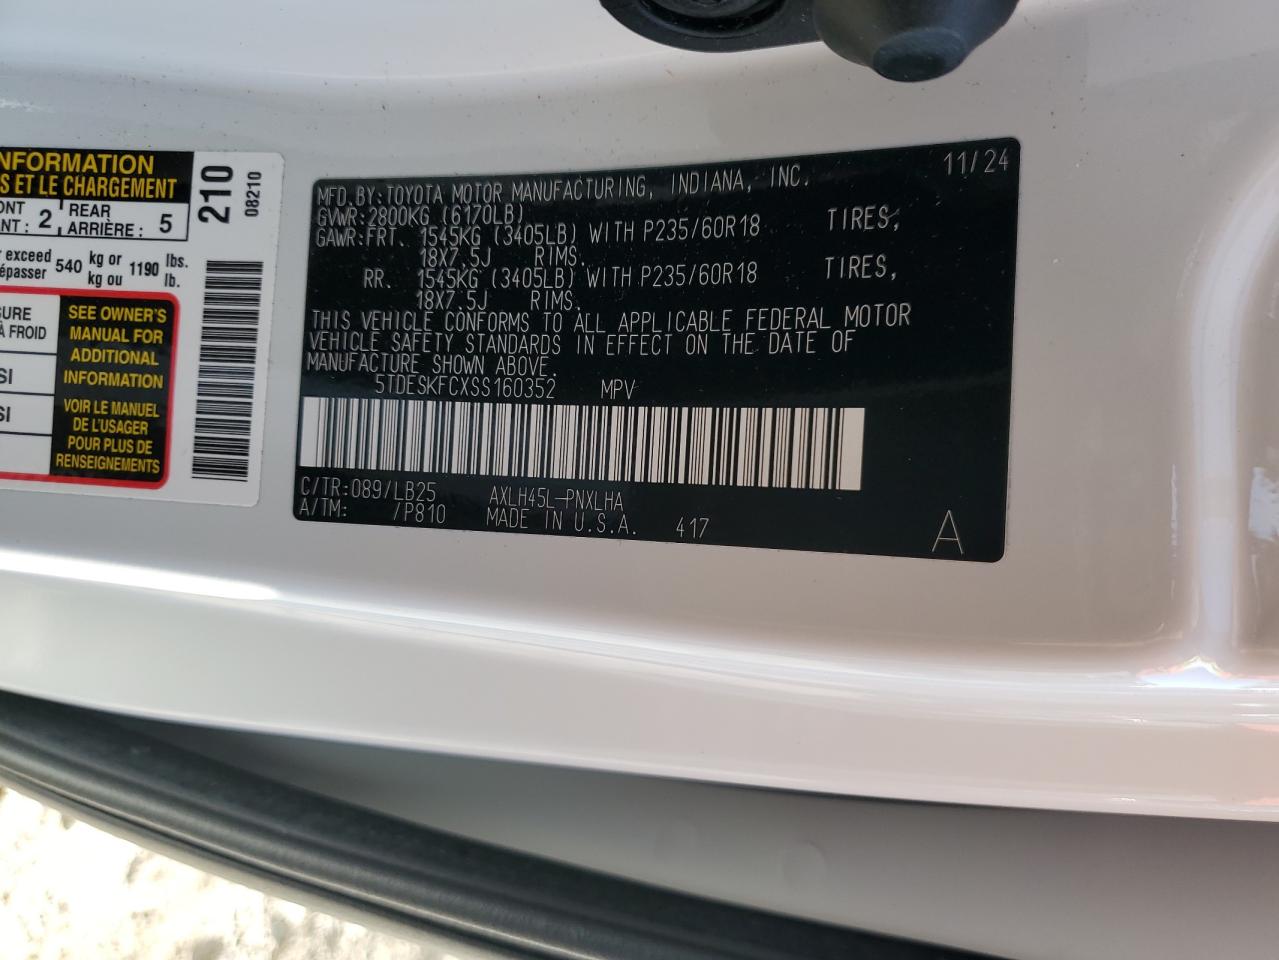 NFORMATION
S ET LE CHARGEMENT
ONT
ENT : 2
REAR
ARRIÈRE : 5
r exceed
épasser 540 kg or
kg ou 1190 lbs.
lb.
SURE
À FROID
SI
SI
SEE OWNER'S
MANUAL FOR
ADDITIONAL
INFORMATION
VOIR LE MANUEL
DE L'USAGER
POUR PLUS DE
RENSEIGNEMENTS
210
08210
MFD.BY:TOYOTA MOTOR MANUFACTURING, INDIANA, INC. 11/24
GVWR:2800KG (6170LB)
GAWR:FRT. 1545KG (3405LB) WITH P235/60R18 TIRES,
18X7.5J RIMS.
RR. 1545KG (3405LB) WITH P235/60R18 TIRES,
18X7.5J RIMS.
THIS VEHICLE CONFORMS TO ALL APPLICABLE FEDERAL MOTOR
VEHICLE SAFETY STANDARDS IN EFFECT ON THE DATE OF
MANUFACTURE SHOWN ABOVE.
5TDESKFCXSS160352 MPV
C/TR:089/LB25 AXLH45L-PNXLHA
A/TM: /P810 MADE IN U.S.A. 417 A